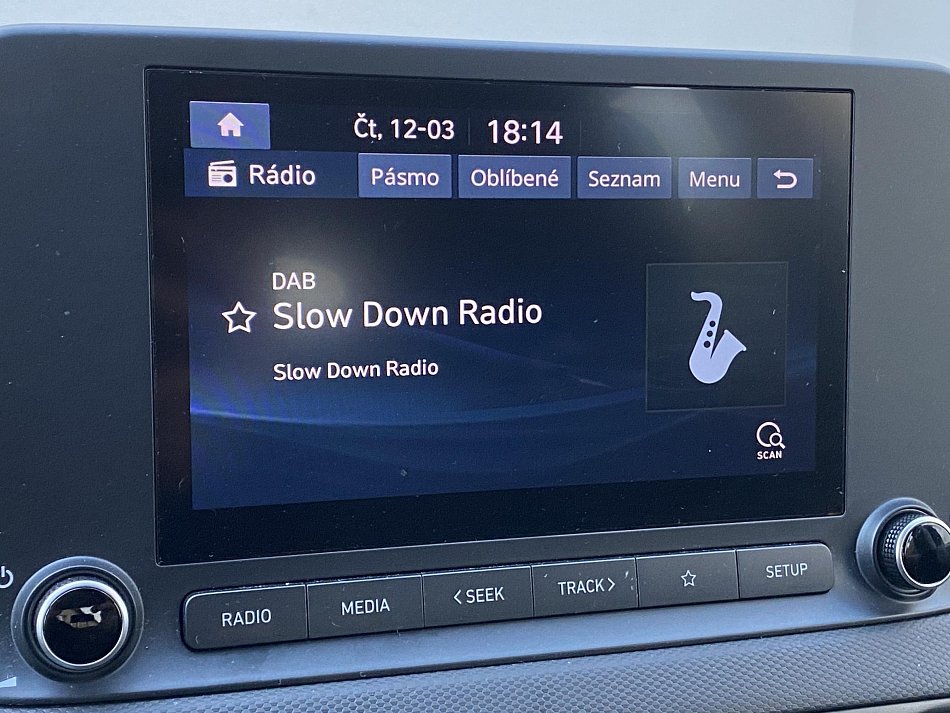 Čt, 12-03 18:14
Rádio Pásmo Oblíbené Seznam Menu
DAB
Slow Down Radio
Slow Down Radio
SCAN
RADIO MEDIA <SEEK TRACK> SETUP